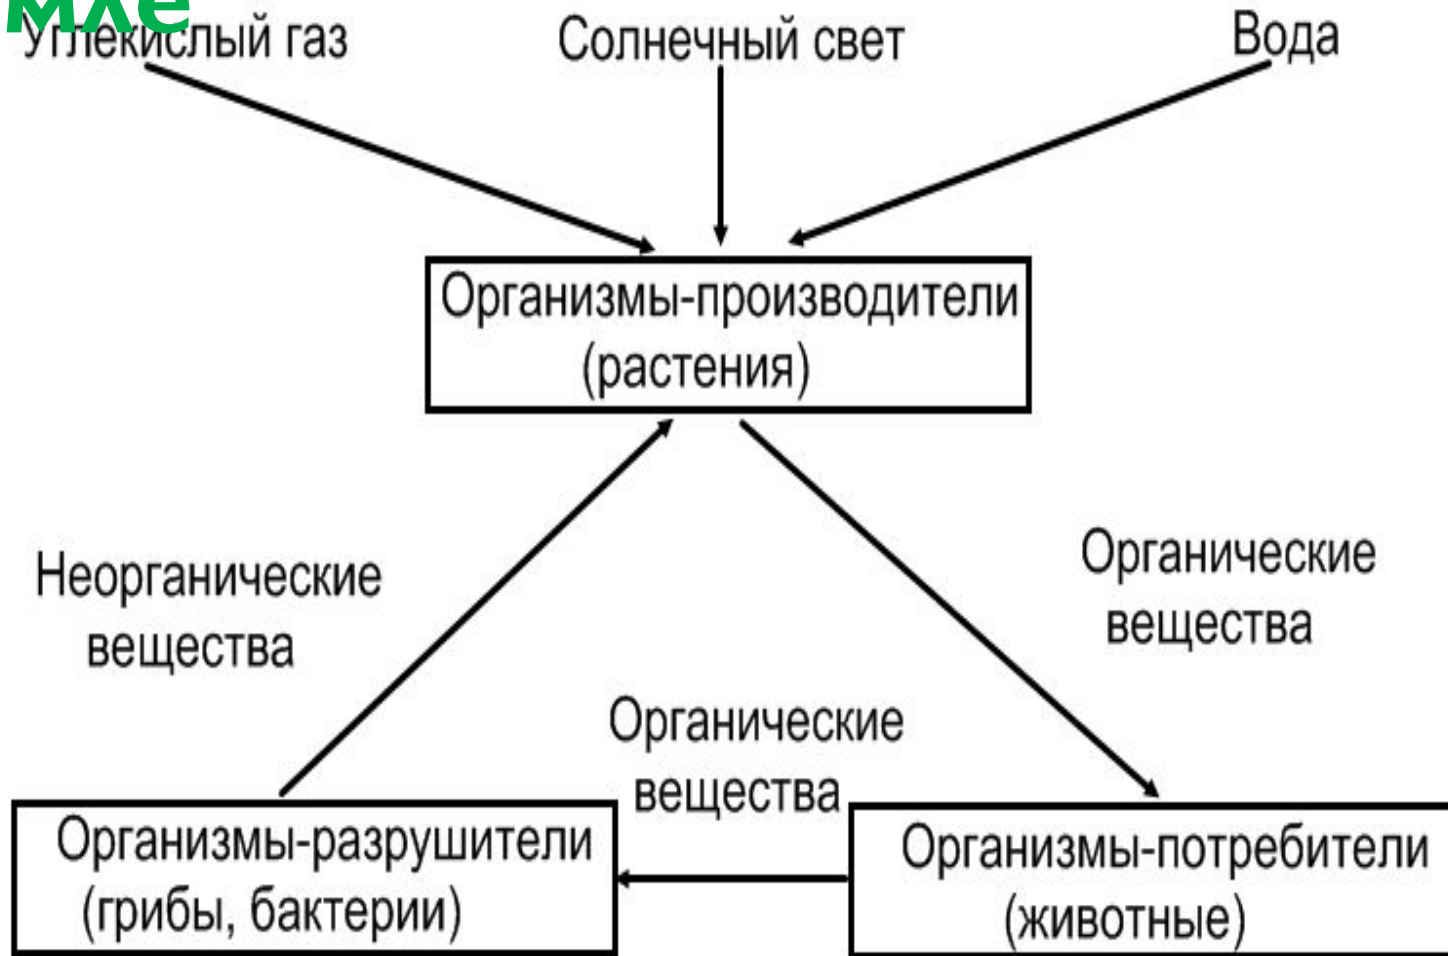 мле
Углекислый газ
Солнечный свет
Вода
Организмы-производители
(растения)
Неорганические
вещества
Органические
вещества
Органические
вещества
Организмы-разрушители
(грибы, бактерии)
Организмы-потребители
(животные)